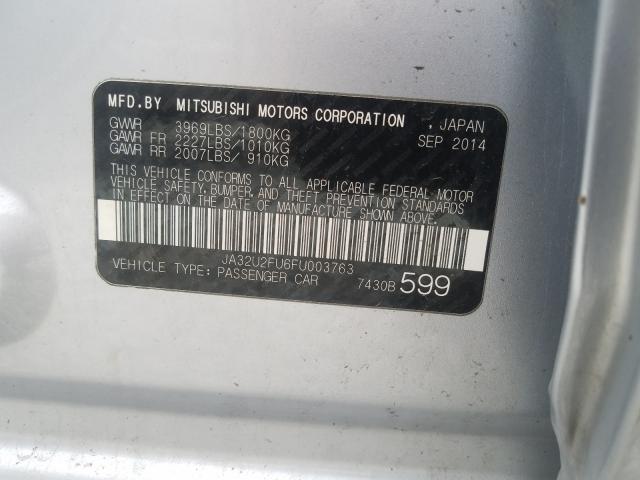 MFD.BY MITSUBISHI MOTORS CORPORATION , JAPAN
GVWR 3969LBS/1800KG SEP 2014
GAWR FR 2227LBS/1010KG
GAWR RR 2007LBS/ 910KG
THIS VEHICLE CONFORMS TO ALL APPLICABLE FEDERAL MOTOR
VEHICLE SAFETY, BUMPER, AND THEFT PREVENTION STANDARDS
IN EFFECT ON THE DATE OF MANUFACTURE SHOWN ABOVE.
JA32U2FU6FU003763
VEHICLE TYPE: PASSENGER CAR 7430B 599